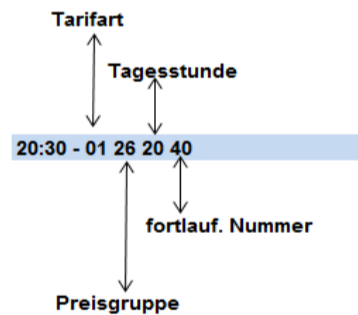 Tarifart
Tagesstunde
20:30 - 01 26 20 40
fortlauf. Nummer
Preisgruppe